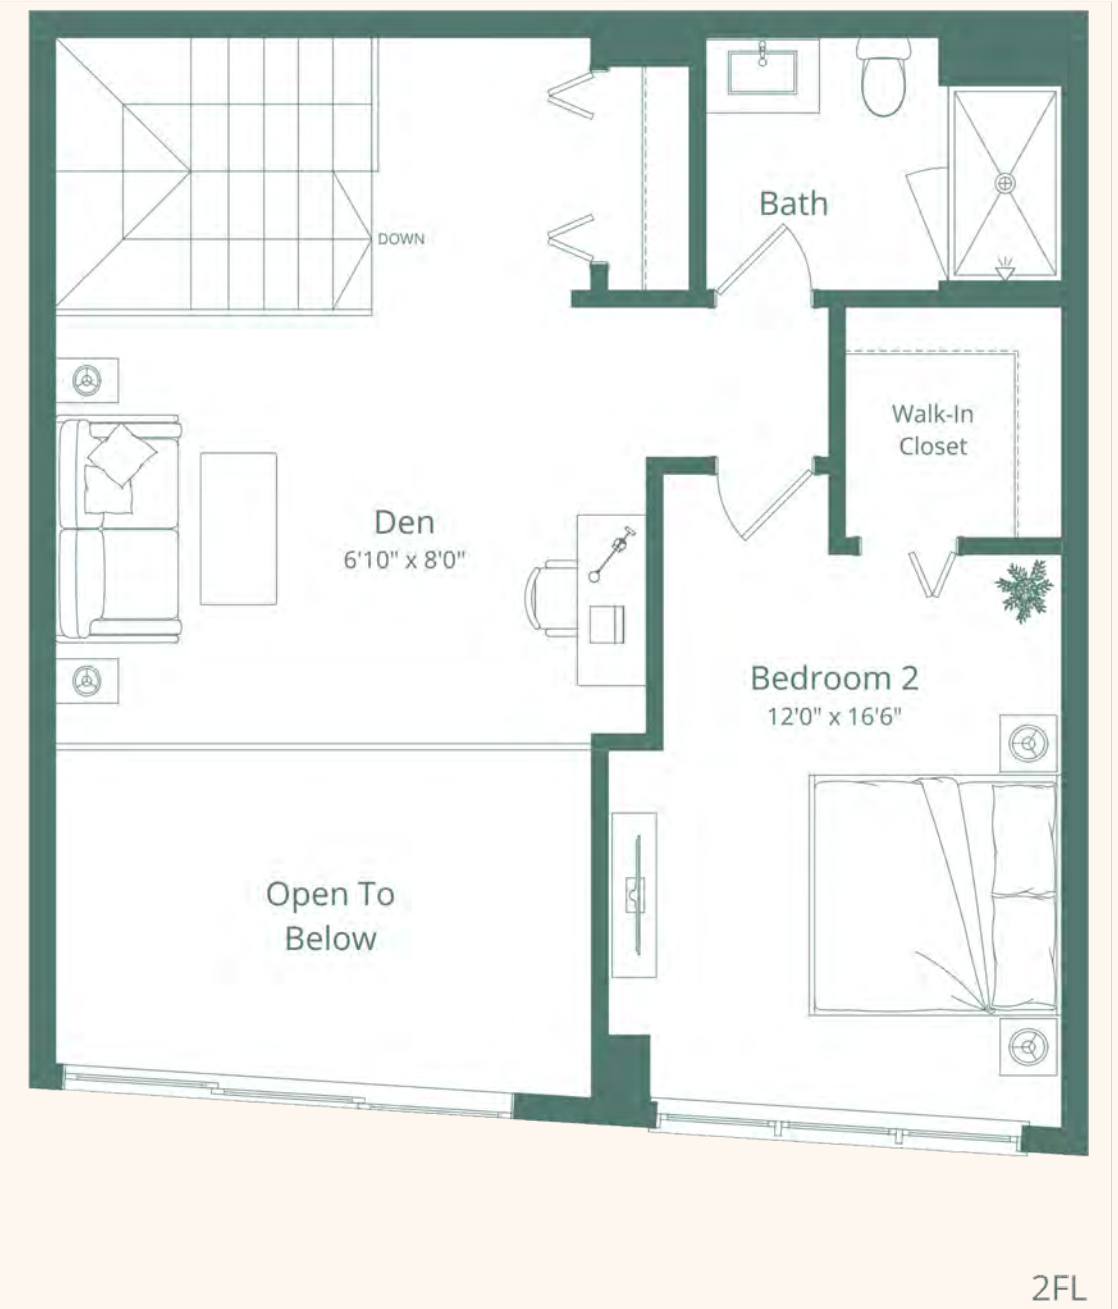 Bath
DOWN
Walk-In
Closet
Den
6'10" x 8'0"
Bedroom 2
12'0" x 16'6"
Open To
Below
2FL